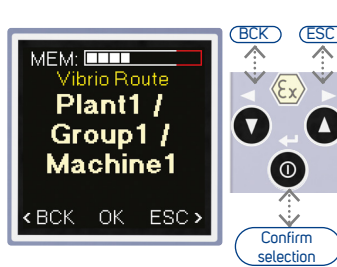 MEM:
Vibrio Route
Plant1 /
Group1 /
Machine1
<BCK OK ESC>
(BCK) (ESC
Ex
Confirm
selection